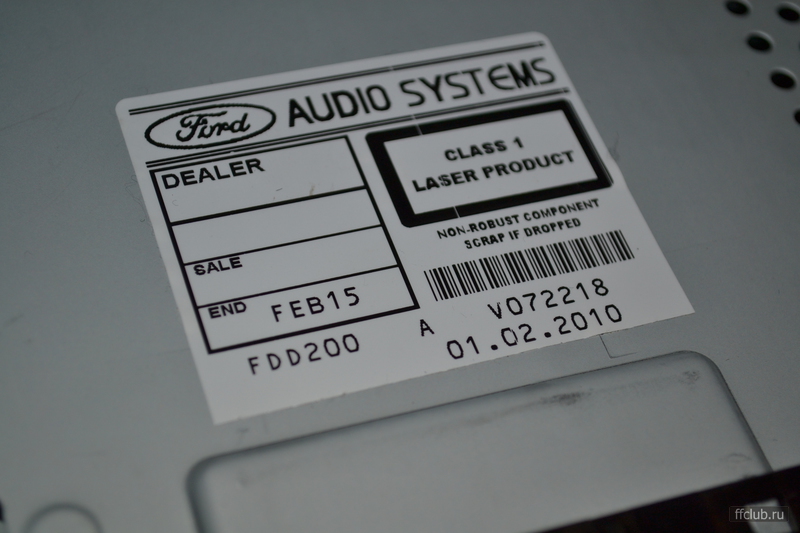 Ford AUDIO SYSTEMS
DEALER
SALE
END FEB15
FDD200
CLASS 1
LASER PRODUCT
NON-ROBUST COMPONENT
SCRAP IF DROPPED
V072218
A 01.02.2010
ffclub.ru